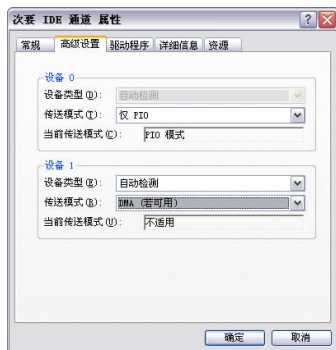 次要 IDE 通道 属性
常规 高级设置 驱动程序 详细信息 资源
设备 0
设备类型(D): 自动检测
传送模式(T): 仅 PIO
当前传送模式(C): PIO 模式
设备 1
设备类型(E): 自动检测
传送模式(R): DMA (若可用)
当前传送模式(U): 不适用
确定 取消